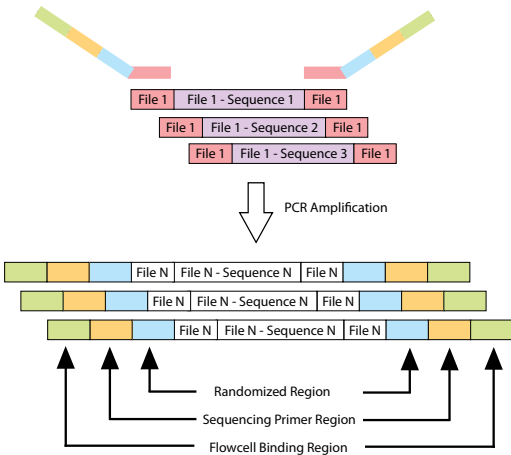 File 1 File 1 - Sequence 1 File 1
File 1 File 1 - Sequence 2 File 1
File 1 File 1 - Sequence 3 File 1
PCR Amplification
File N File N - Sequence N File N
File N File N - Sequence N File N
File N File N - Sequence N File N
Randomized Region
Sequencing Primer Region
Flowcell Binding Region